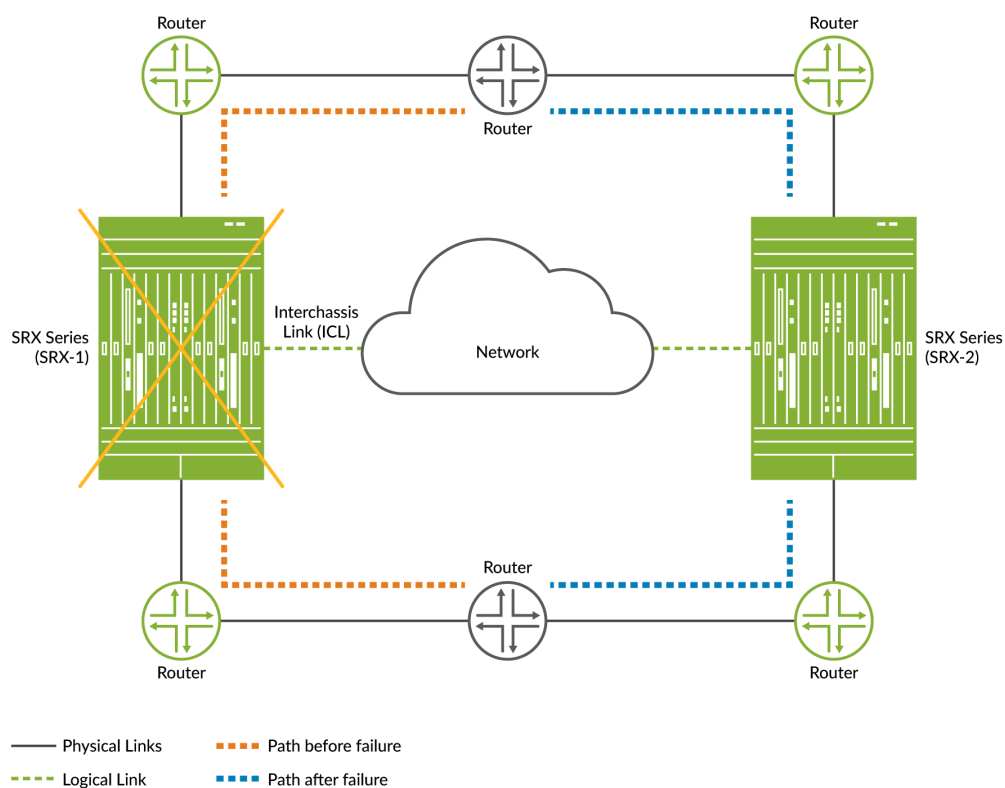 Router
Router
Router
Interchassis
Link (ICL)
SRX Series
(SRX-1)
Network
SRX Series
(SRX-2)
Router
Router
Router
Physical Links
Path before failure
Logical Link
Path after failure